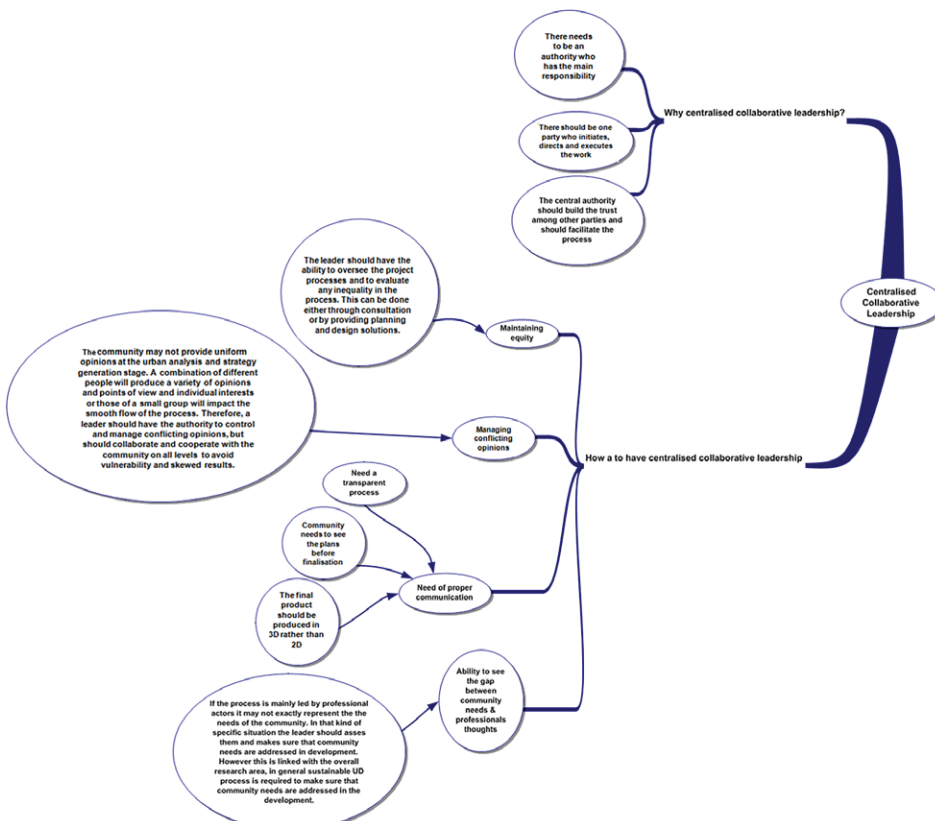 There needs
to be an
authority who
has the main
responsibility
Why centralised collaborative leadership?
There should be one
party who initiates,
directs and executes
the work
The central authority
should build the trust
among other parties and
should facilitate the
process
Centralised
Collaborative
Leadership
The leader should have the
ability to oversee the project
processes and to evaluate
any inequality in the
process. This can be done
either through consultation
or by providing planning
and design solutions.
Maintaining
equity
The community may not provide uniform
opinions at the urban analysis and strategy
generation stage. A combination of different
people will produce a variety of opinions
and points of view and individual interests
or those of a small group will impact the
smooth flow of the process. Therefore, a
leader should have the authority to control
and manage conflicting opinions, but
should collaborate and cooperate with the
community on all levels to avoid
vulnerability and skewed results.
Managing
conflicting
opinions
How a to have centralised collaborative leadership
Need a
transparent
process
Community
needs to see
the plans
before
finalisation
Need of proper
communication
The final
product
should be
produced in
3D rather than
2D
Ability to see
the gap
between
community
needs &
professionals
thoughts
If the process is mainly led by professional
actors it may not exactly represent the the
needs of the community. In that kind of
specific situation the leader should asses
them and makes sure that community
needs are addressed in development.
However this is linked with the overall
research area, in general sustainable UD
process is required to make sure that
community needs are addressed in the
development.